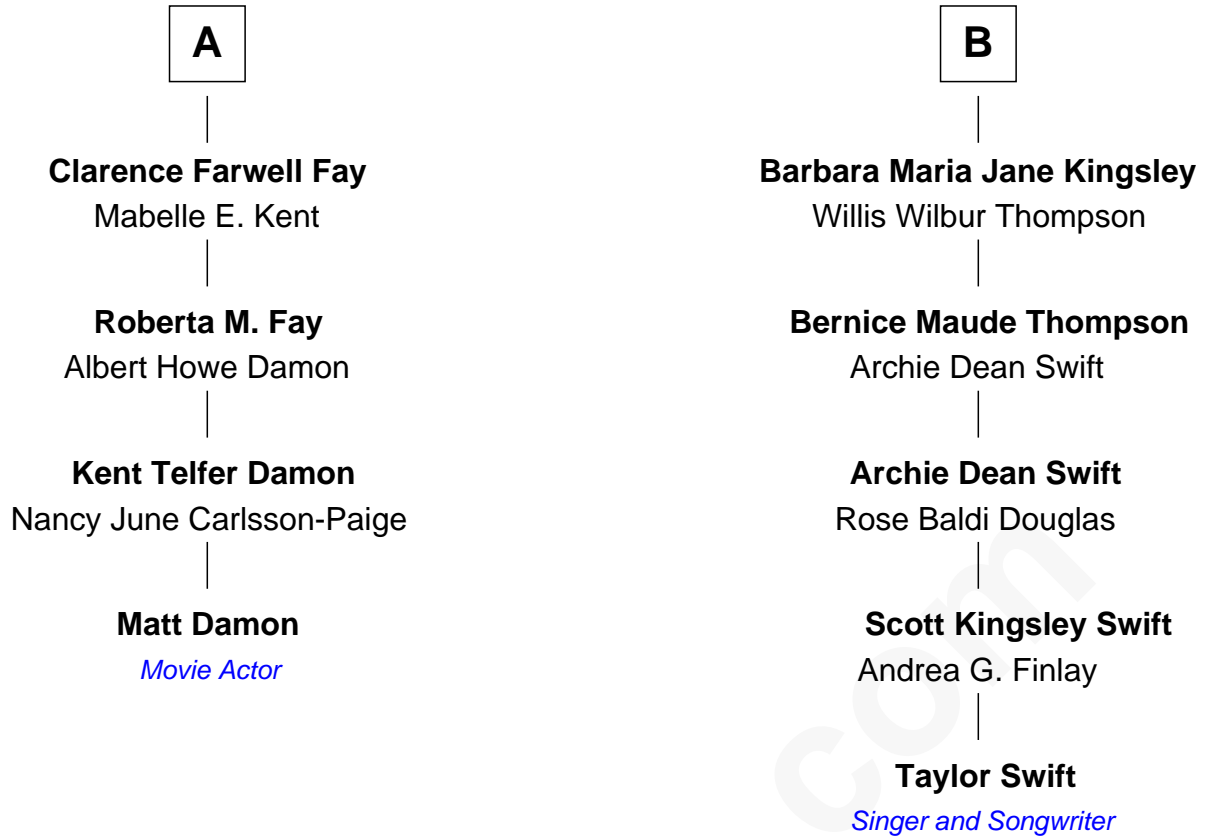 A
Clarence Farwell Fay
Mabelle E. Kent
Roberta M. Fay
Albert Howe Damon
Kent Telfer Damon
Nancy June Carlsson-Paige
Matt Damon
Movie Actor
B
Barbara Maria Jane Kingsley
Willis Wilbur Thompson
Bernice Maude Thompson
Archie Dean Swift
Archie Dean Swift
Rose Baldi Douglas
Scott Kingsley Swift
Andrea G. Finlay
Taylor Swift
Singer and Songwriter
com